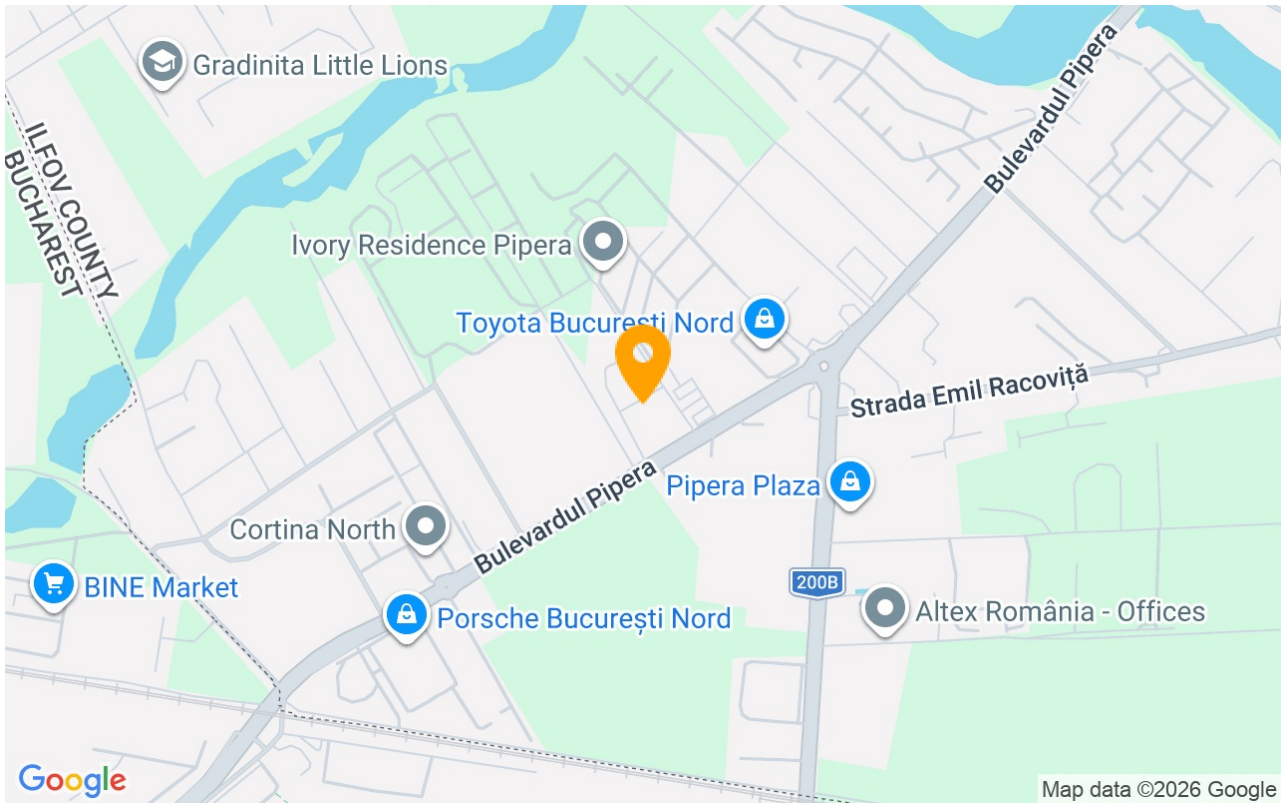 Gradinita Little Lions
Bulevardul Pipera
ILFOV COUNTY
BUCHAREST
Ivory Residence Pipera
Toyota București Nord
Strada Emil Racoviță
Bulevardul Pipera
Pipera Plaza
Cortina North
BINE Market
200B
Porsche București Nord
Altex România - Offices
Google
Map data ©2026 Google